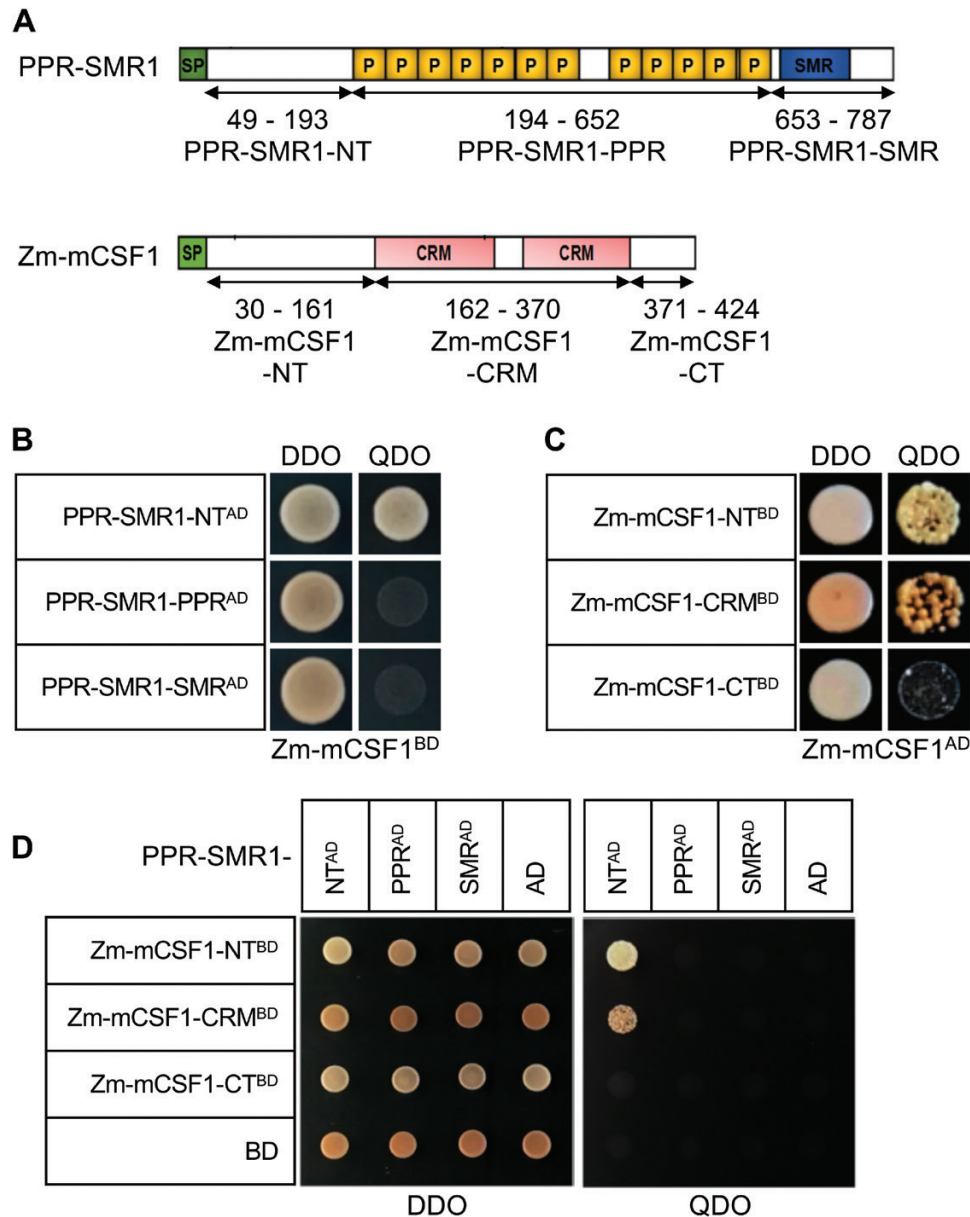 A
PPR-SMR1
SP
P P P P P P P P P P P P
SMR
49 - 193
194 - 652
653 - 787
PPR-SMR1-NT
PPR-SMR1-PPR
PPR-SMR1-SMR
Zm-mCSF1
SP
CRM
CRM
30 - 161
162 - 370
371 - 424
Zm-mCSF1
-NT
Zm-mCSF1
-CRM
Zm-mCSF1
-CT
B
DDO QDO
PPR-SMR1-NTᴬᴰ
PPR-SMR1-PPRᴬᴰ
PPR-SMR1-SMRᴬᴰ
Zm-mCSF1ᴮᴰ
C
DDO QDO
Zm-mCSF1-NTᴮᴰ
Zm-mCSF1-CRMᴮᴰ
Zm-mCSF1-CTᴮᴰ
Zm-mCSF1ᴬᴰ
D
PPR-SMR1-
NTᴬᴰ
PPRᴬᴰ
SMRᴬᴰ
AD
NTᴬᴰ
PPRᴬᴰ
SMRᴬᴰ
AD
Zm-mCSF1-NTᴮᴰ
Zm-mCSF1-CRMᴮᴰ
Zm-mCSF1-CTᴮᴰ
BD
DDO
QDO